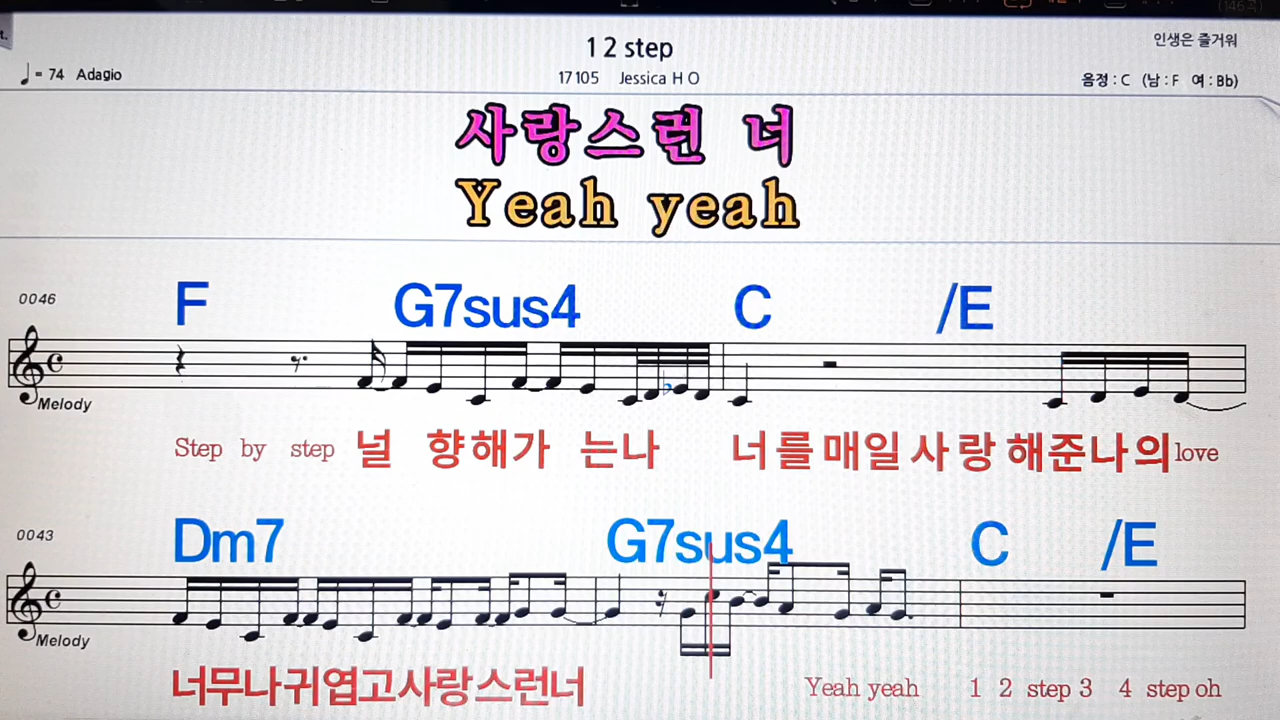 1 2 step
인생은 즐거워
= 74 Adagio
17105 Jessica H O
음정 : C (남 : F 여 : Bb)
사랑스런 너
Yeah yeah
0046
F G7sus4 C /E
Melody
Step by step 널 향해가 는나 너를매일사랑 해준나의love
0043
Dm7 G7sus4 C /E
Melody
너무나귀엽고사랑스런너 Yeah yeah 1 2 step 3 4 step oh